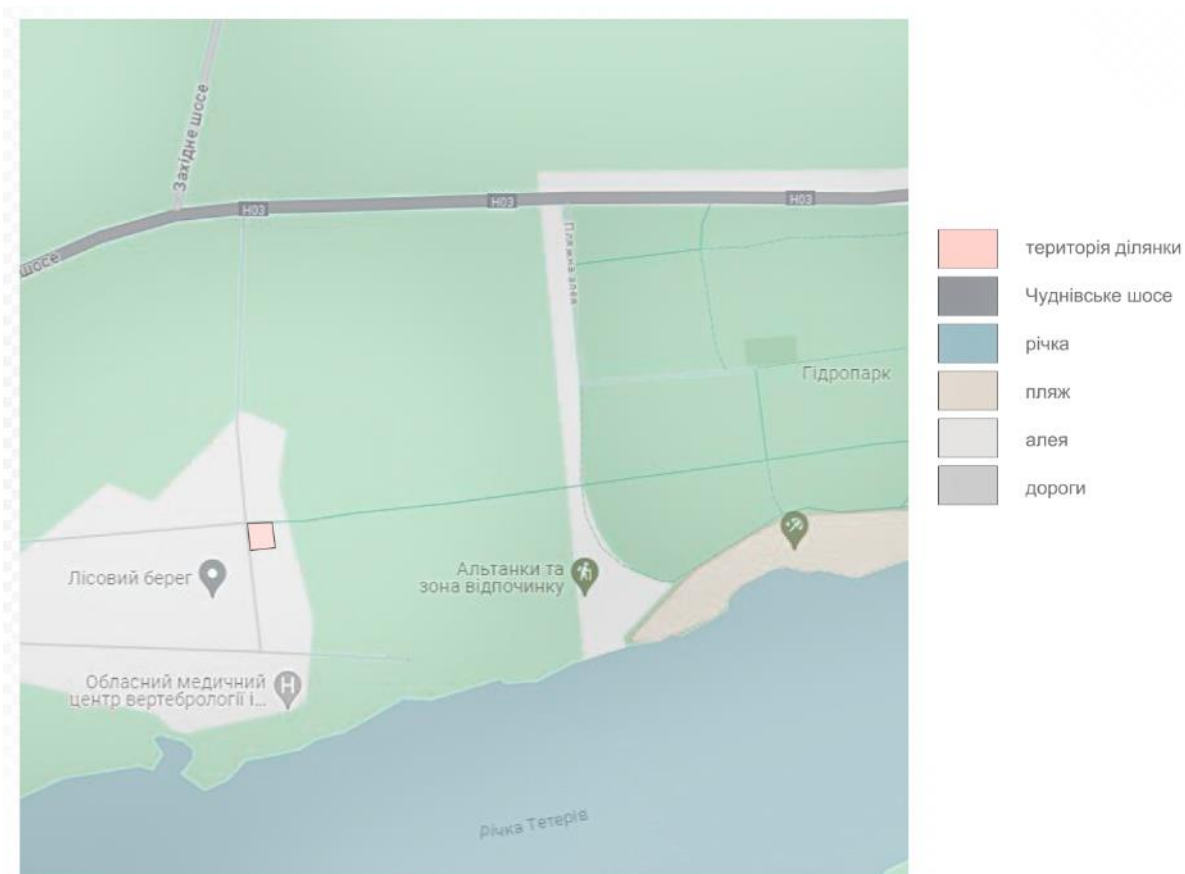 Західне шосе
Н03
Н03
Н03
шосе
Пляжна алея
Гідропарк
Лісовий берег
Альтанки та
зона відпочинку
Обласний медичний
центр вертебрології і...
Н
річка Тетерів
територія ділянки
Чуднівське шосе
річка
пляж
алея
дороги